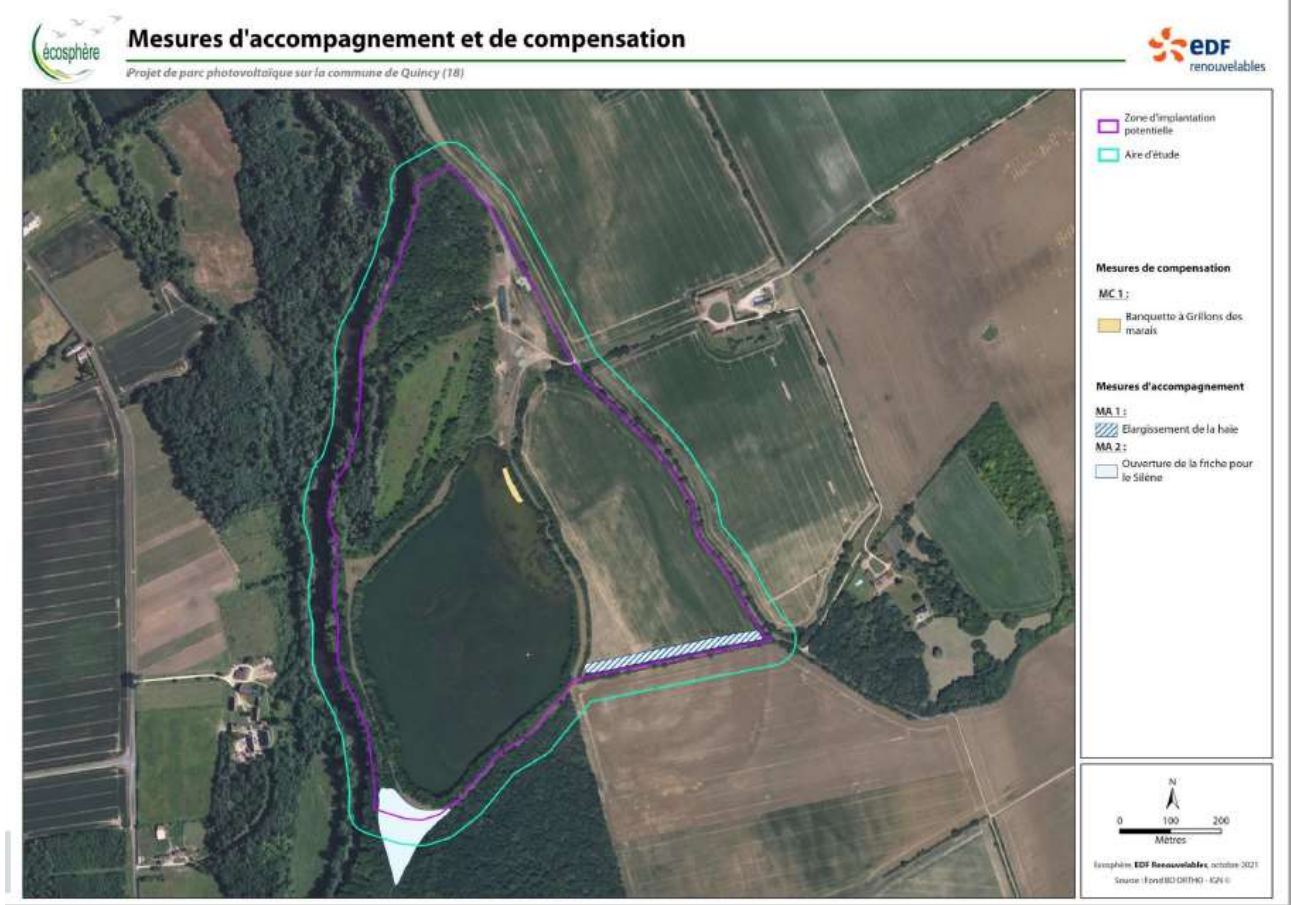 écosphère
Mesures d'accompagnement et de compensation
Projet de parc photovoltaïque sur la commune de Quincy (18)
edf
renouvelables
Zone d'implantation
potentielle
Aire d'étude
Mesures de compensation
MC 1 :
Banquette à Grillons des
marais
Mesures d'accompagnement
MA 1 :
Elargissement de la haie
MA 2 :
Ouverture de la friche pour
le Silène
N
0 100 200
Mètres
Ecosphère, EDF Renouvelables, octobre 2021
Source : Fond BD ORTHO - IGN ©